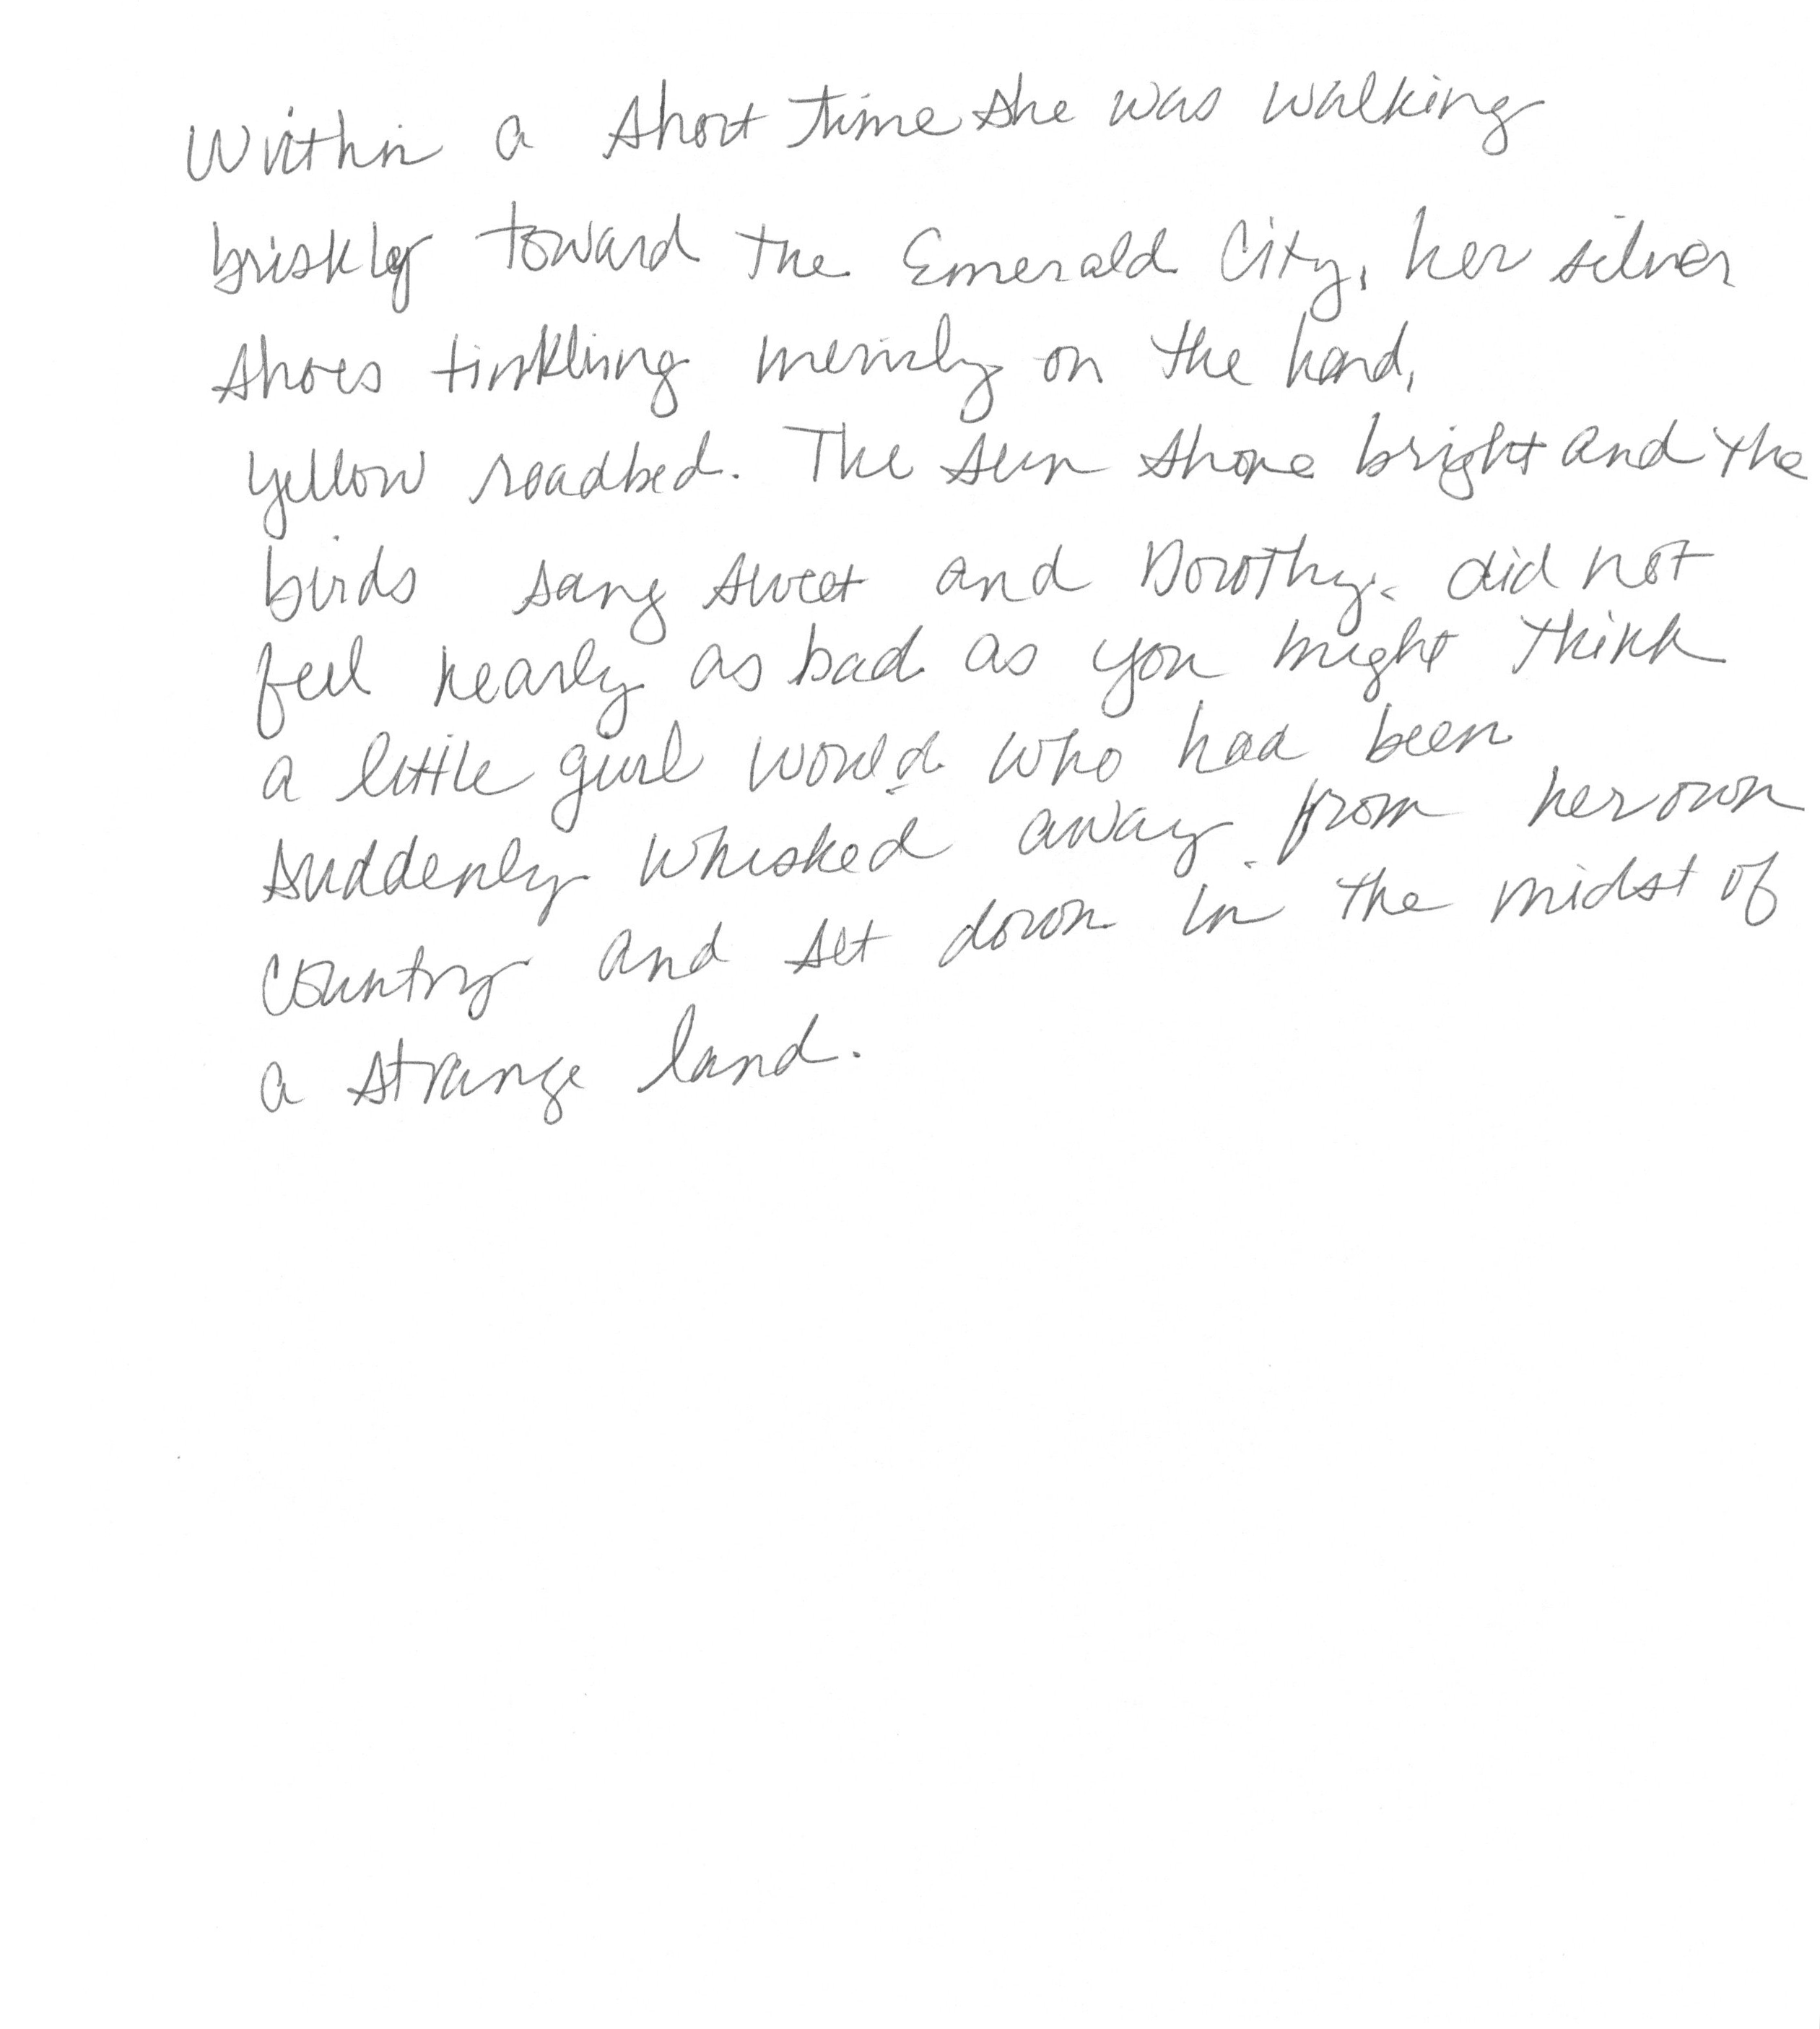 Within a short time she was walking
briskly toward the Emerald City, her silver
shoes tinkling merrily on the hard,
yellow roadbed. The sun shone bright and the
birds sang sweet and Dorothy did not
feel nearly as bad as you might think
a little girl would who had been
suddenly whisked away from her own
country and set down in the midst of
a strange land.